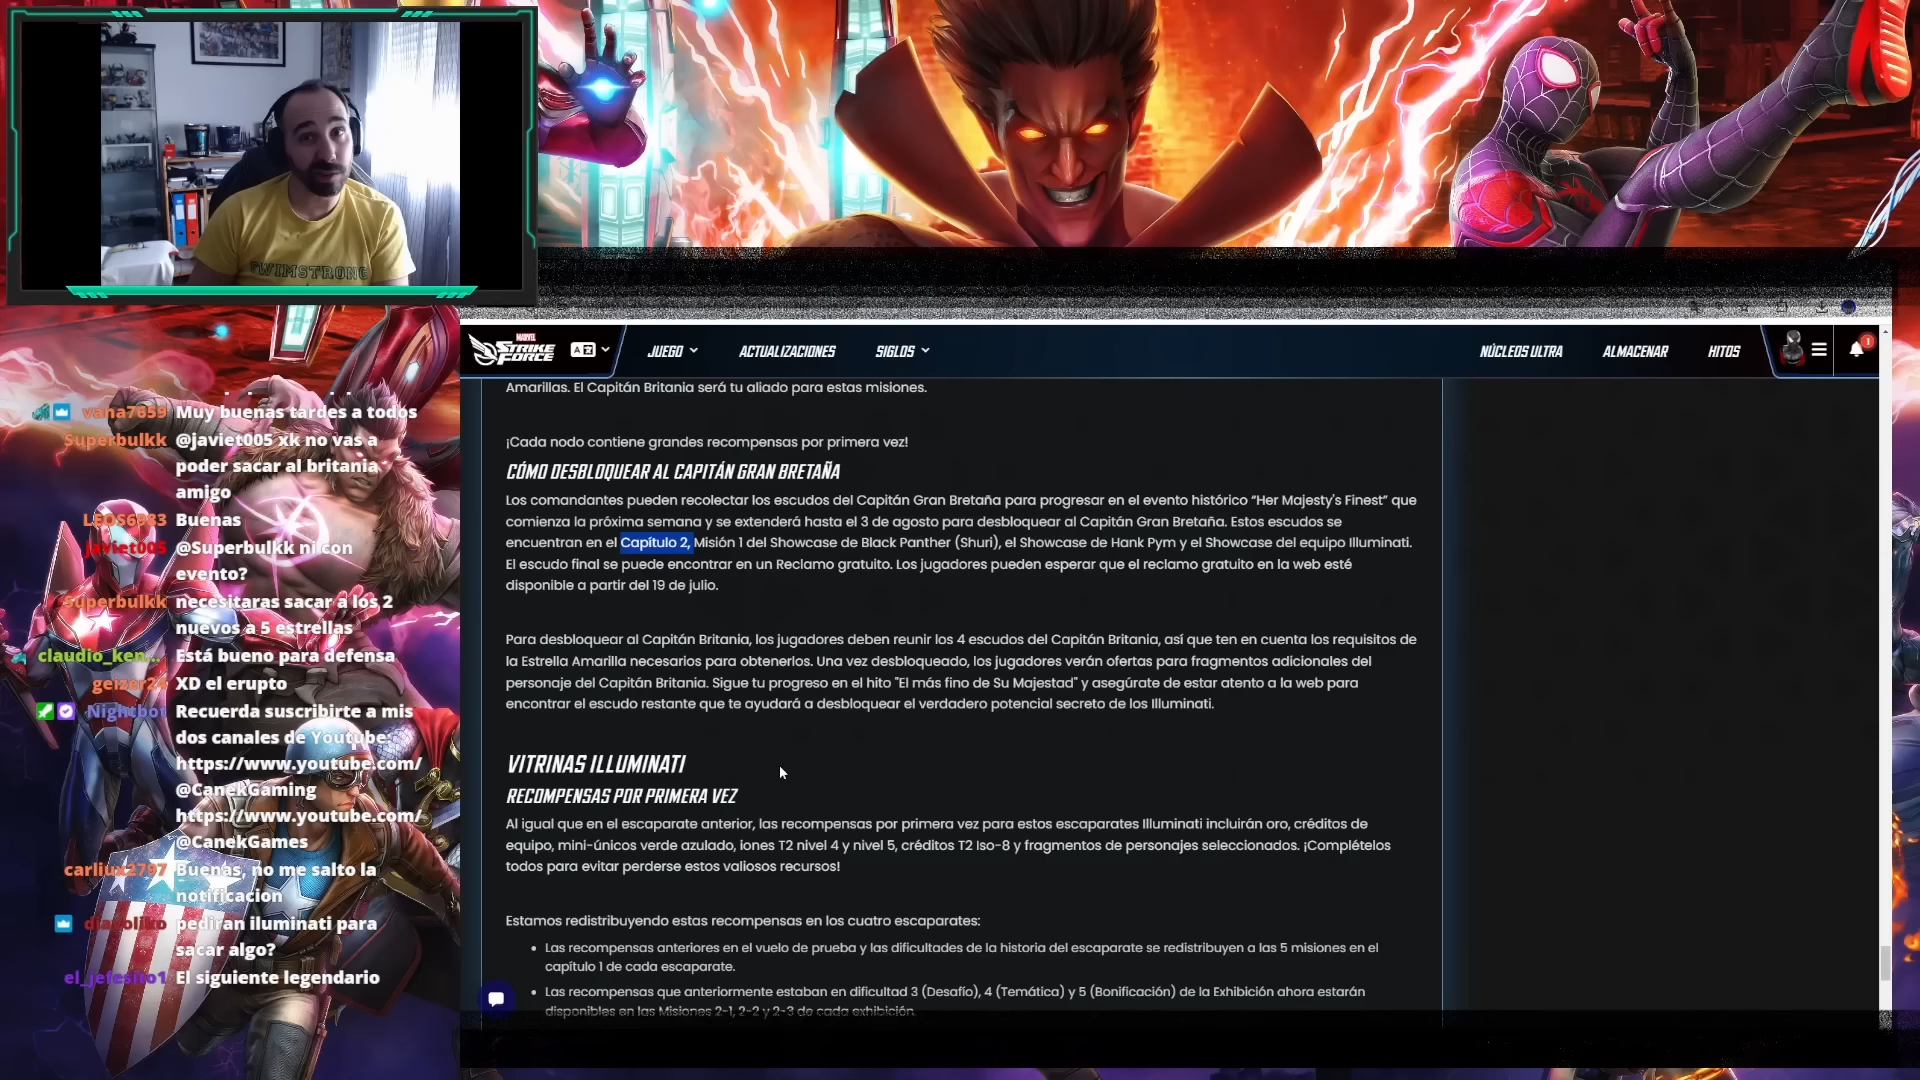 GWIMSTRONG
vana7659 Muy buenas tardes a todos
Superbulkk @javiet005 xk no vas a
poder sacar al britania
amigo
LEOS6983 Buenas
javiet005 @Superbulkk ni con
evento?
Superbulkk necesitaras sacar a los 2
nuevos a 5 estrellas
claudio_ken... Está bueno para defensa
geizer24 XD el erupto
Nightbot Recuerda suscribirte a mis
dos canales de Youtube:
https://www.youtube.com/
@CanekGaming
https://www.youtube.com/
@CanekGames
carliux2797 Buenas, no me salto la
notificacion
diavoliko pediran iluminati para
sacar algo?
el_jefesito1 El siguiente legendario
MARVEL
STRIKE
FORCE
JUEGO
ACTUALIZACIONES
SIGLOS
NÚCLEOS ULTRA
ALMACENAR
HITOS
1
Amarillas. El Capitán Britania será tu aliado para estas misiones.
¡Cada nodo contiene grandes recompensas por primera vez!
CÓMO DESBLOQUEAR AL CAPITÁN GRAN BRETAÑA
Los comandantes pueden recolectar los escudos del Capitán Gran Bretaña para progresar en el evento histórico “Her Majesty's Finest” que
comienza la próxima semana y se extenderá hasta el 3 de agosto para desbloquear al Capitán Gran Bretaña. Estos escudos se
encuentran en el Capítulo 2, Misión 1 del Showcase de Black Panther (Shuri), el Showcase de Hank Pym y el Showcase del equipo Illuminati.
El escudo final se puede encontrar en un Reclamo gratuito. Los jugadores pueden esperar que el reclamo gratuito en la web esté
disponible a partir del 19 de julio.
Para desbloquear al Capitán Britania, los jugadores deben reunir los 4 escudos del Capitán Britania, así que ten en cuenta los requisitos de
la Estrella Amarilla necesarios para obtenerlos. Una vez desbloqueado, los jugadores verán ofertas para fragmentos adicionales del
personaje del Capitán Britania. Sigue tu progreso en el hito "El más fino de Su Majestad" y asegúrate de estar atento a la web para
encontrar el escudo restante que te ayudará a desbloquear el verdadero potencial secreto de los Illuminati.
VITRINAS ILLUMINATI
RECOMPENSAS POR PRIMERA VEZ
Al igual que en el escaparate anterior, las recompensas por primera vez para estos escaparates Illuminati incluirán oro, créditos de
equipo, mini-únicos verde azulado, iones T2 nivel 4 y nivel 5, créditos T2 Iso-8 y fragmentos de personajes seleccionados. ¡Complételos
todos para evitar perderse estos valiosos recursos!
Estamos redistribuyendo estas recompensas en los cuatro escaparates:
Las recompensas anteriores en el vuelo de prueba y las dificultades de la historia del escaparate se redistribuyen a las 5 misiones en el
capítulo 1 de cada escaparate.
Las recompensas que anteriormente estaban en dificultad 3 (Desafío), 4 (Temática) y 5 (Bonificación) de la Exhibición ahora estarán
disponibles en las Misiones 2-1, 2-2 y 2-3 de cada exhibición.